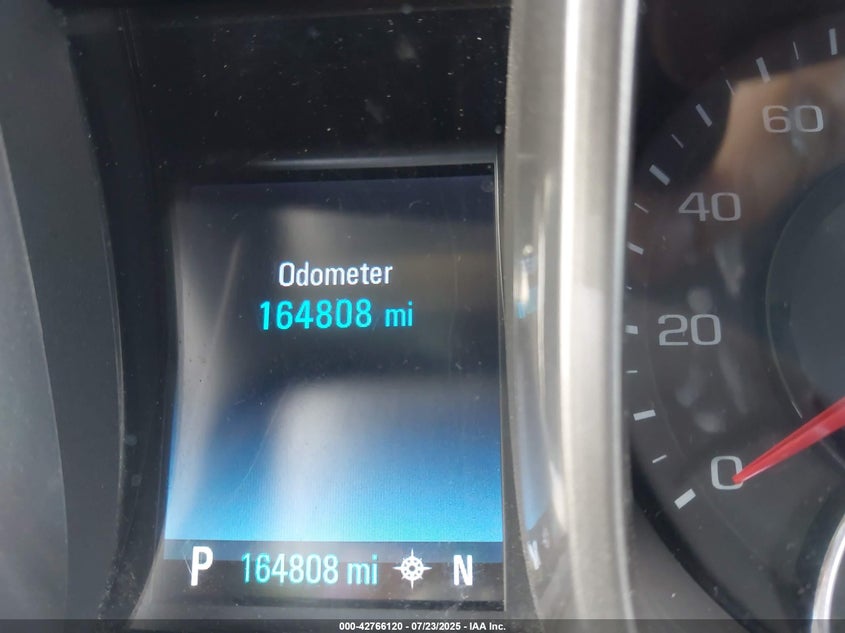 Odometer
164808 mi
P 164808 mi N
60
40
20
0
000-42766120 / 07/23/2025 - IAA Inc.